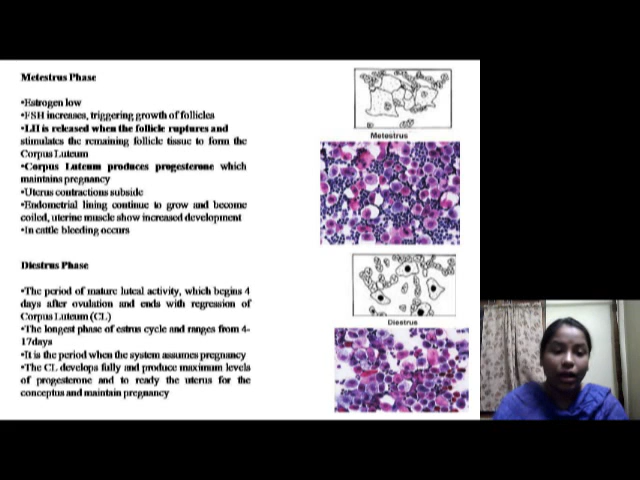 Metestrus Phase
•Estrogen low
•FSH increases, triggering growth of follicles
•LH is released when the follicle ruptures and
stimulates the remaining follicle tissue to form the
Corpus Luteum
•Corpus Luteum produces progesterone which
maintains pregnancy
•Uterus contractions subside
•Endometrial lining continue to grow and become
coiled, uterine muscle show increased development
•In cattle bleeding occurs
Metestrus
Diestrus Phase
•The period of mature luteal activity, which begins 4
days after ovulation and ends with regression of
Corpus Luteum (CL)
•The longest phase of estrus cycle and ranges from 4-
17days
•It is the period when the system assumes pregnancy
•The CL develops fully and produce maximum levels
of progesterone and to ready the uterus for the
conceptus and maintain pregnancy
Diestrus